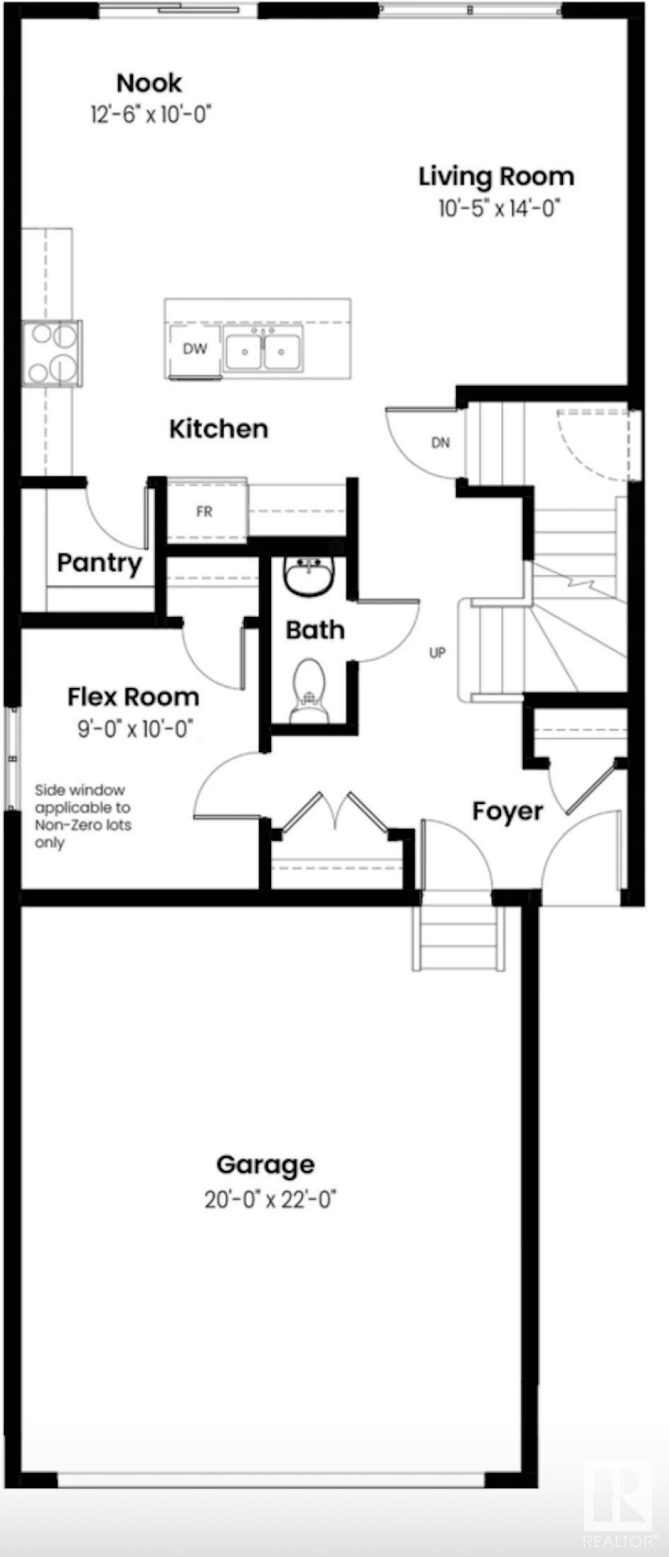 Nook
12'-6" x 10'-0"
Living Room
10'-5" x 14'-0"
DW
Kitchen
DN
FR
Pantry
Bath
UP
Flex Room
9'-0" x 10'-0"
Side window
applicable to
Non-Zero lots
only
Foyer
Garage
20'-0" x 22'-0"
R
REALTOR®